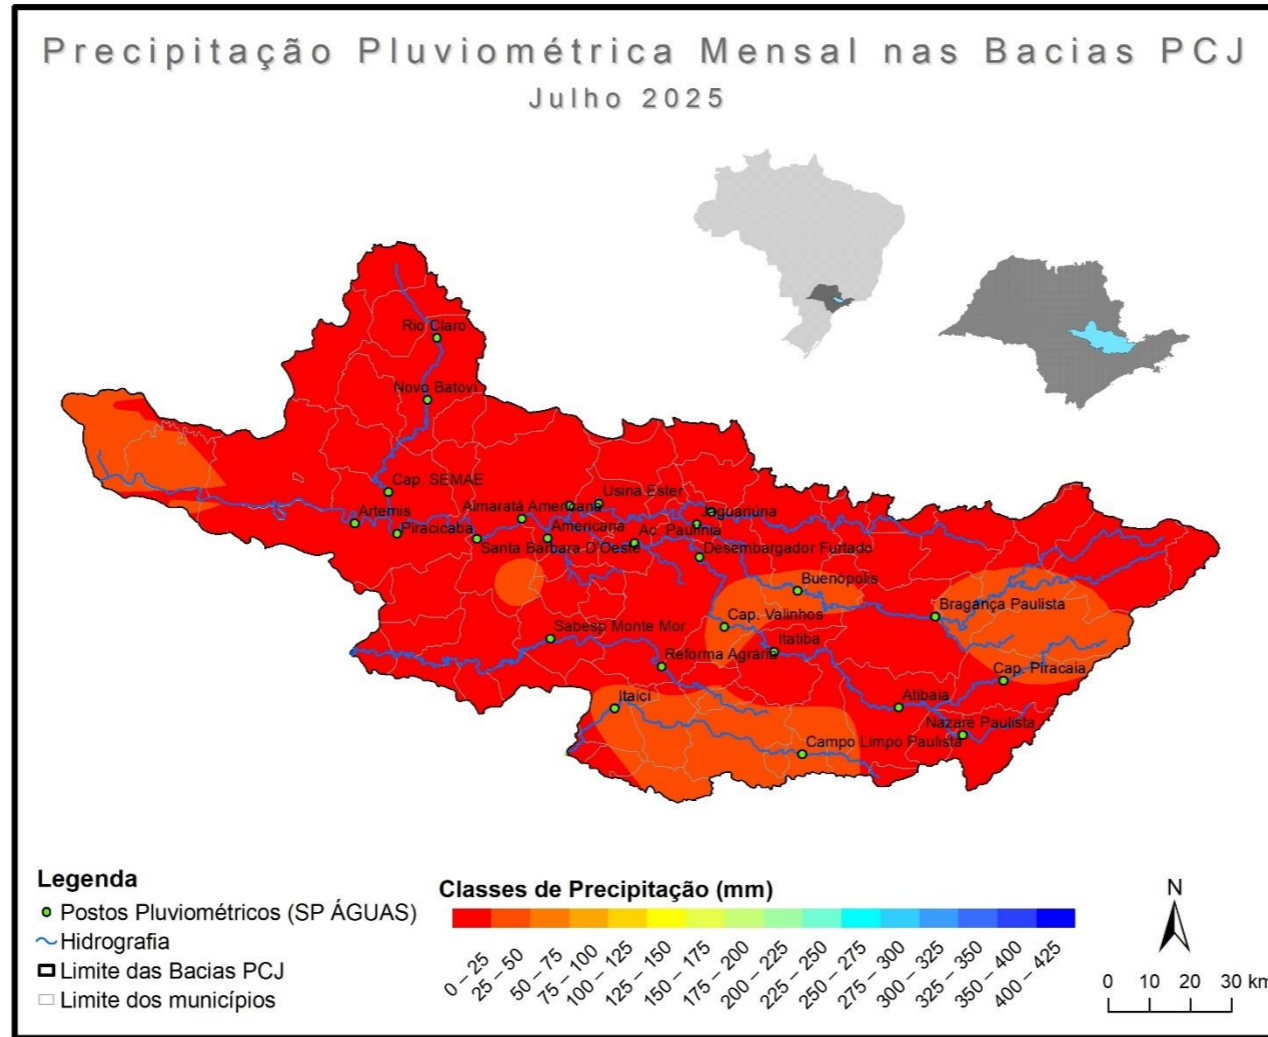 Precipitação Pluviométrica Mensal nas Bacias PCJ
Julho 2025
Rio Claro
Novo Batovi
Cap. SEMAE
Usina Ester
Artemis
Aimaratá Americana
Jaguariuna
Piracicaba
Americana
Ac. Paulinia
Santa Bárbara D'Oeste
Desembargador Furtado
Buenópolis
Bragança Paulista
Cap. Valinhos
Sabesp Monte Mor
Itatiba
Reforma Agrária
Cap. Piracaia
Itaici
Atibaia
Nazaré Paulista
Campo Limpo Paulista
Legenda
Postos Pluviométricos (SP ÁGUAS)
Hidrografia
Limite das Bacias PCJ
Limite dos municípios
Classes de Precipitação (mm)
0 – 25
25 – 50
50 – 75
75 – 100
100 – 125
125 – 150
150 – 175
175 – 200
200 – 225
225 – 250
250 – 275
275 – 300
300 – 325
325 – 350
350 – 400
400 – 425
N
0 10 20 30 km